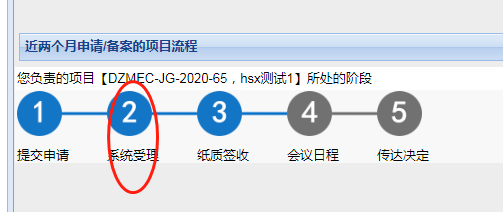 近两个月申请/备案的项目流程
您负责的项目【DZMEC-JG-2020-65，hsx测试1】所处的阶段
1 2 3 4 5
提交申请 系统受理 纸质签收 会议日程 传达决定